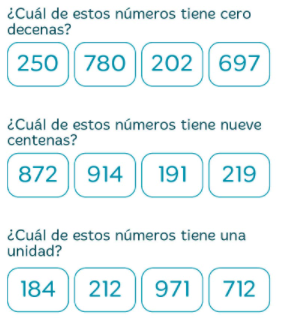 ¿Cuál de estos números tiene cero
decenas?
250 780 202 697
¿Cuál de estos números tiene nueve
centenas?
872 914 191 219
¿Cuál de estos números tiene una
unidad?
184 212 971 712